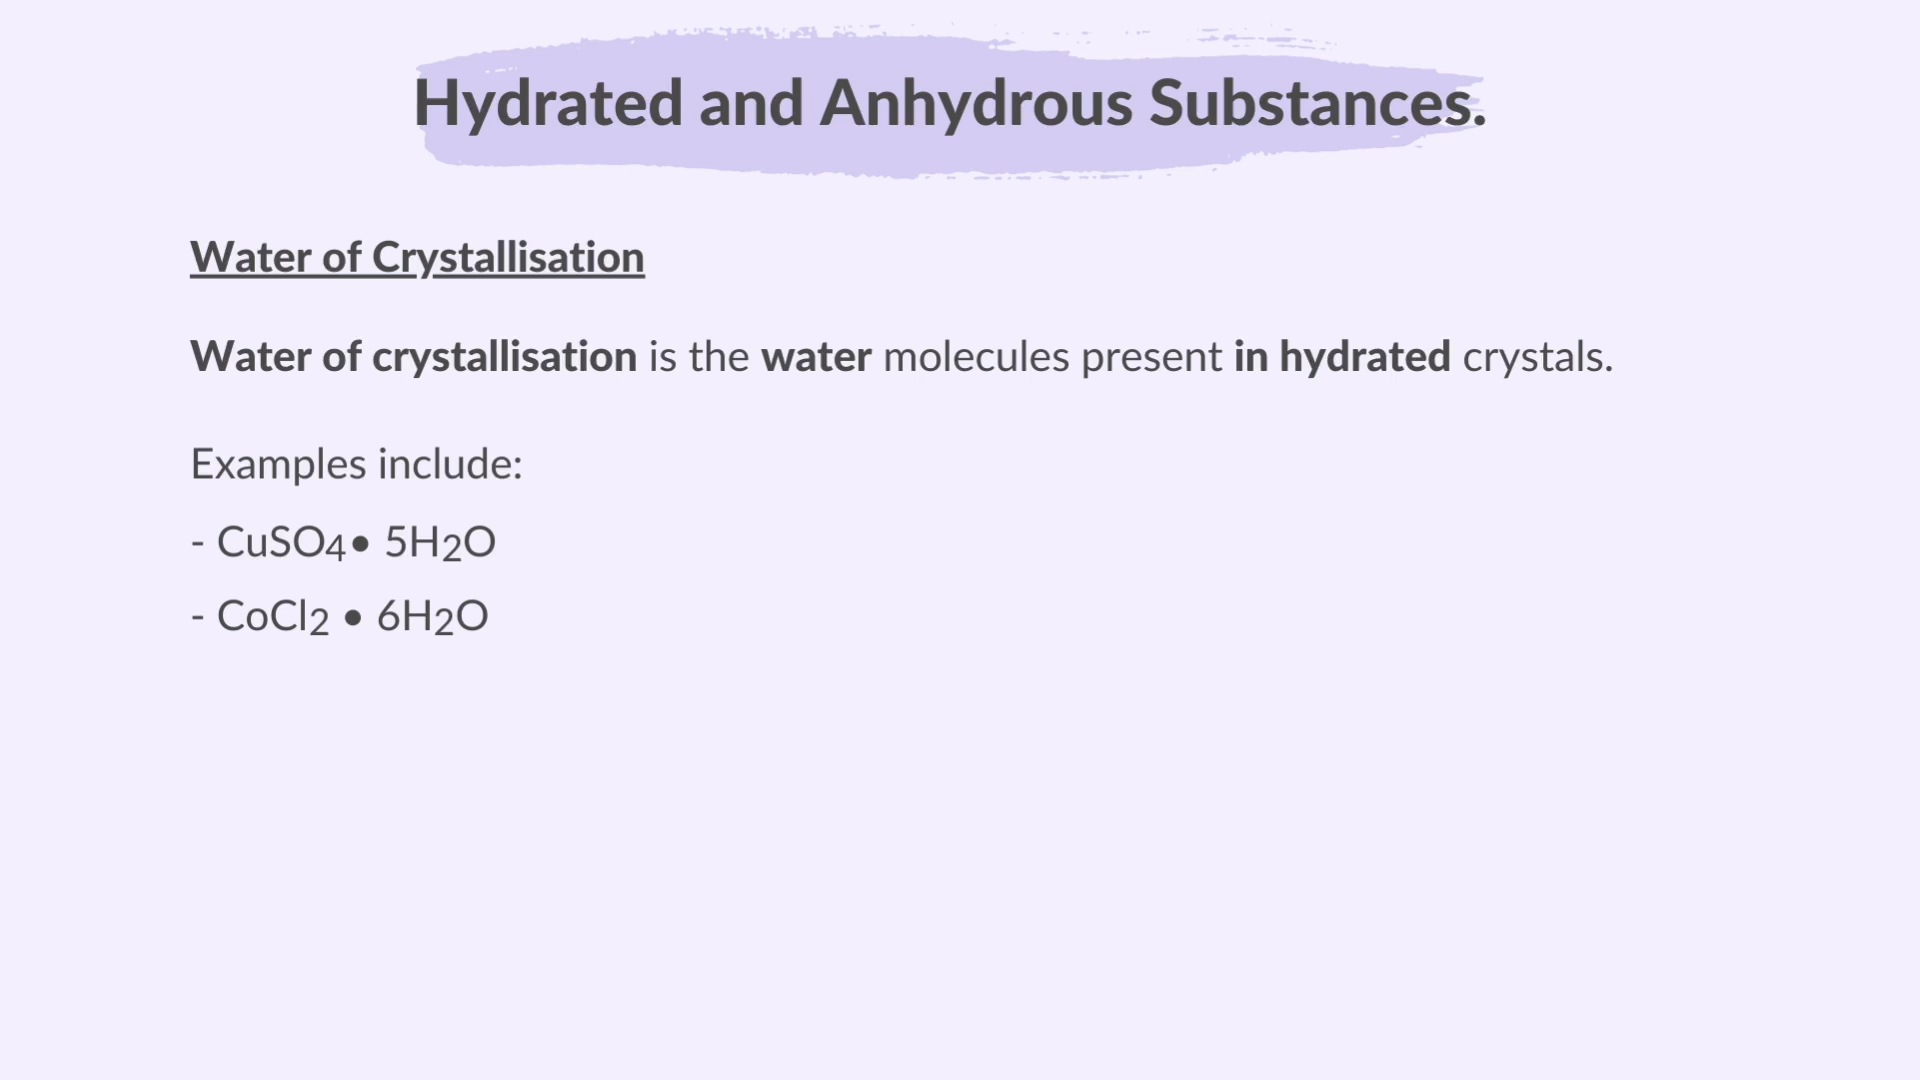 Hydrated and Anhydrous Substances.
Water of Crystallisation
Water of crystallisation is the water molecules present in hydrated crystals.
Examples include:
- CuSO4• 5H2O
- CoCl2 • 6H2O